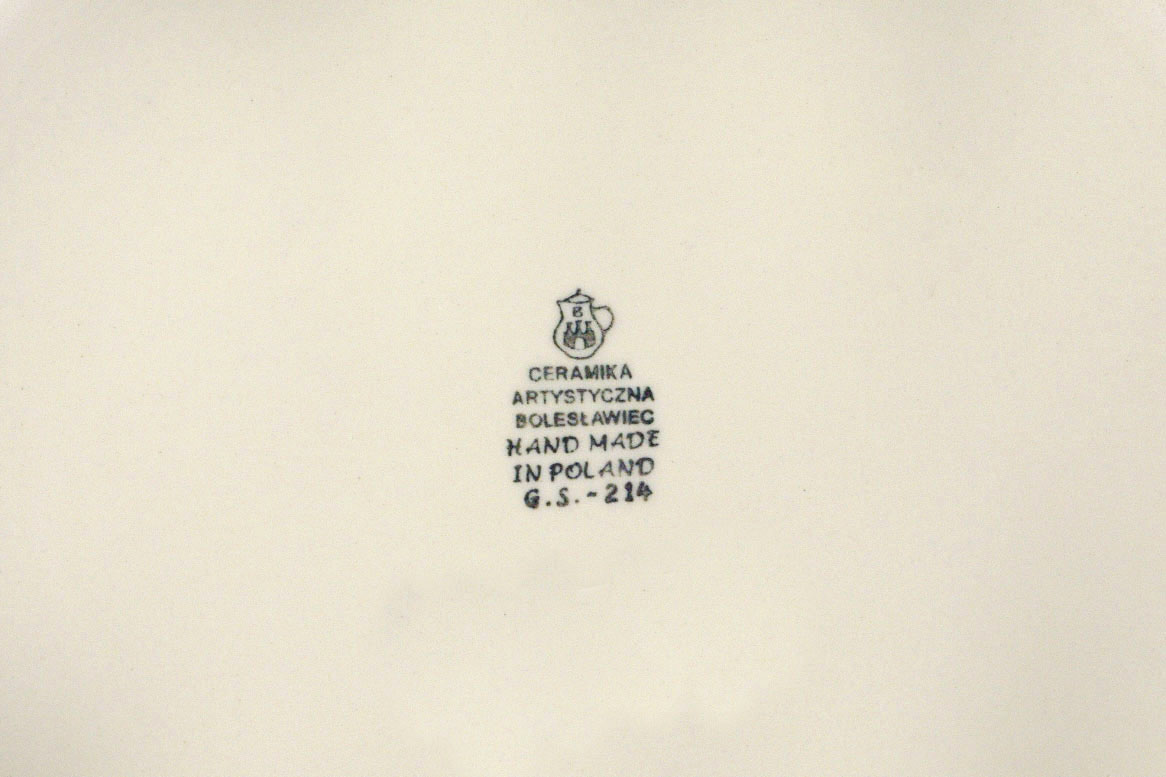 B
CERAMIKA
ARTYSTYCZNA
BOLESŁAWIEC
HAND MADE
IN POLAND
G.S.-214